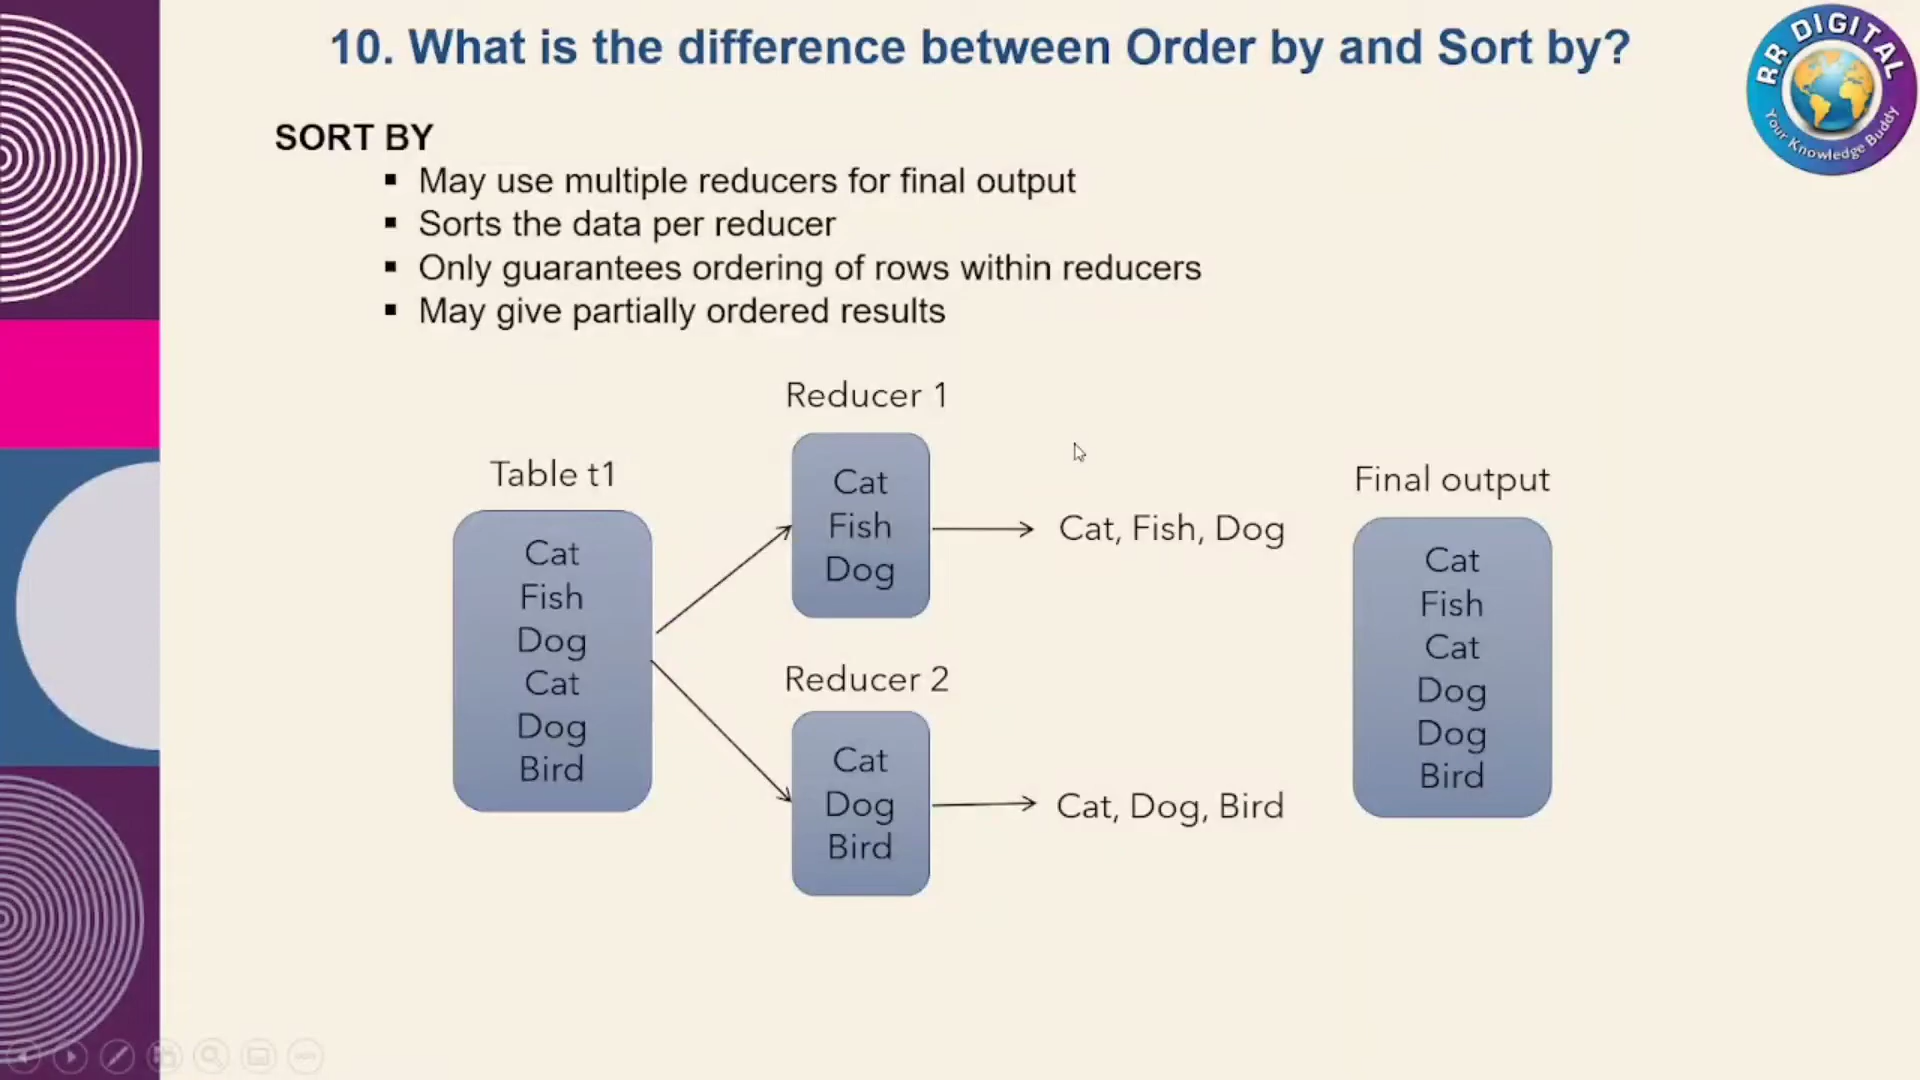 10. What is the difference between Order by and Sort by?
RR DIGITAL
Your Knowledge Buddy
SORT BY
▪ May use multiple reducers for final output
▪ Sorts the data per reducer
▪ Only guarantees ordering of rows within reducers
▪ May give partially ordered results
Table t1
Cat
Fish
Dog
Cat
Dog
Bird
Reducer 1
Cat
Fish
Dog
Cat, Fish, Dog
Reducer 2
Cat
Dog
Bird
Cat, Dog, Bird
Final output
Cat
Fish
Cat
Dog
Dog
Bird